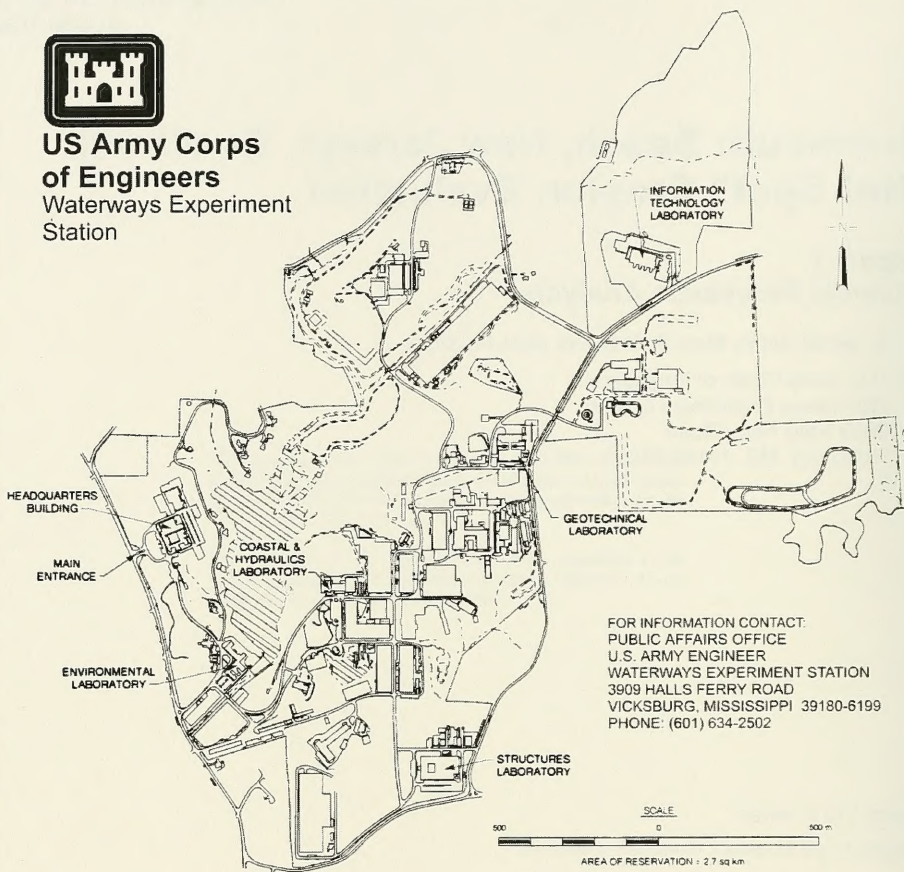 US Army Corps
of Engineers
Waterways Experiment
Station
INFORMATION
TECHNOLOGY
LABORATORY
N
HEADQUARTERS
BUILDING
MAIN
ENTRANCE
COASTAL &
HYDRAULICS
LABORATORY
GEOTECHNICAL
LABORATORY
ENVIRONMENTAL
LABORATORY
FOR INFORMATION CONTACT:
PUBLIC AFFAIRS OFFICE
U.S. ARMY ENGINEER
WATERWAYS EXPERIMENT STATION
3909 HALLS FERRY ROAD
VICKSBURG, MISSISSIPPI 39180-6199
PHONE: (601) 634-2502
STRUCTURES
LABORATORY
SCALE
500 0 500 m
AREA OF RESERVATION = 2.7 sq km